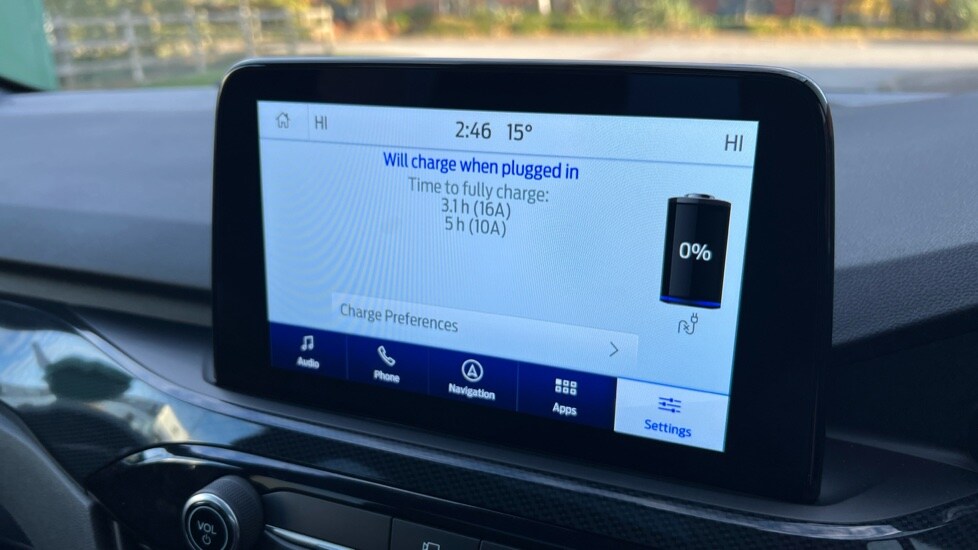 HI 2:46 15° HI
Will charge when plugged in
Time to fully charge:
3.1 h (16A)
5 h (10A)
0%
Charge Preferences
Audio Phone Navigation Apps Settings
VOL